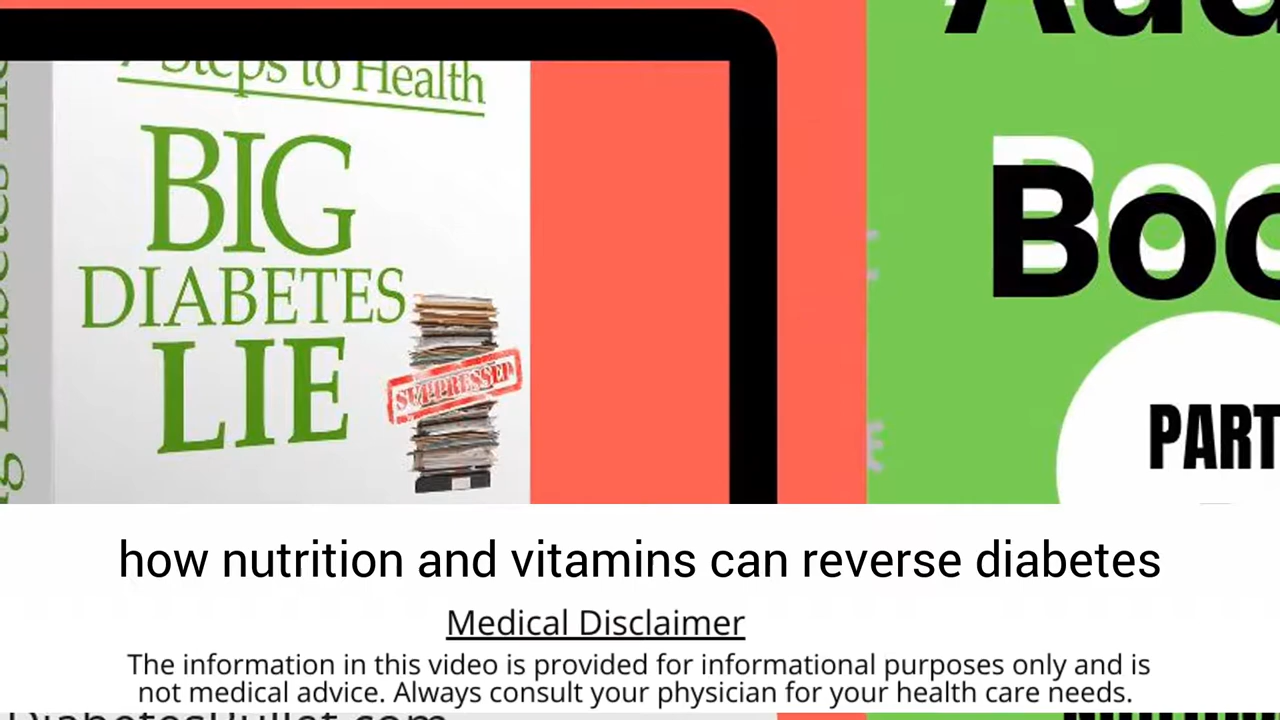 7 Steps to Health
BIG
DIABETES
LIE
SUPPRESSED
PART
how nutrition and vitamins can reverse diabetes
Medical Disclaimer
The information in this video is provided for informational purposes only and is
not medical advice. Always consult your physician for your health care needs.